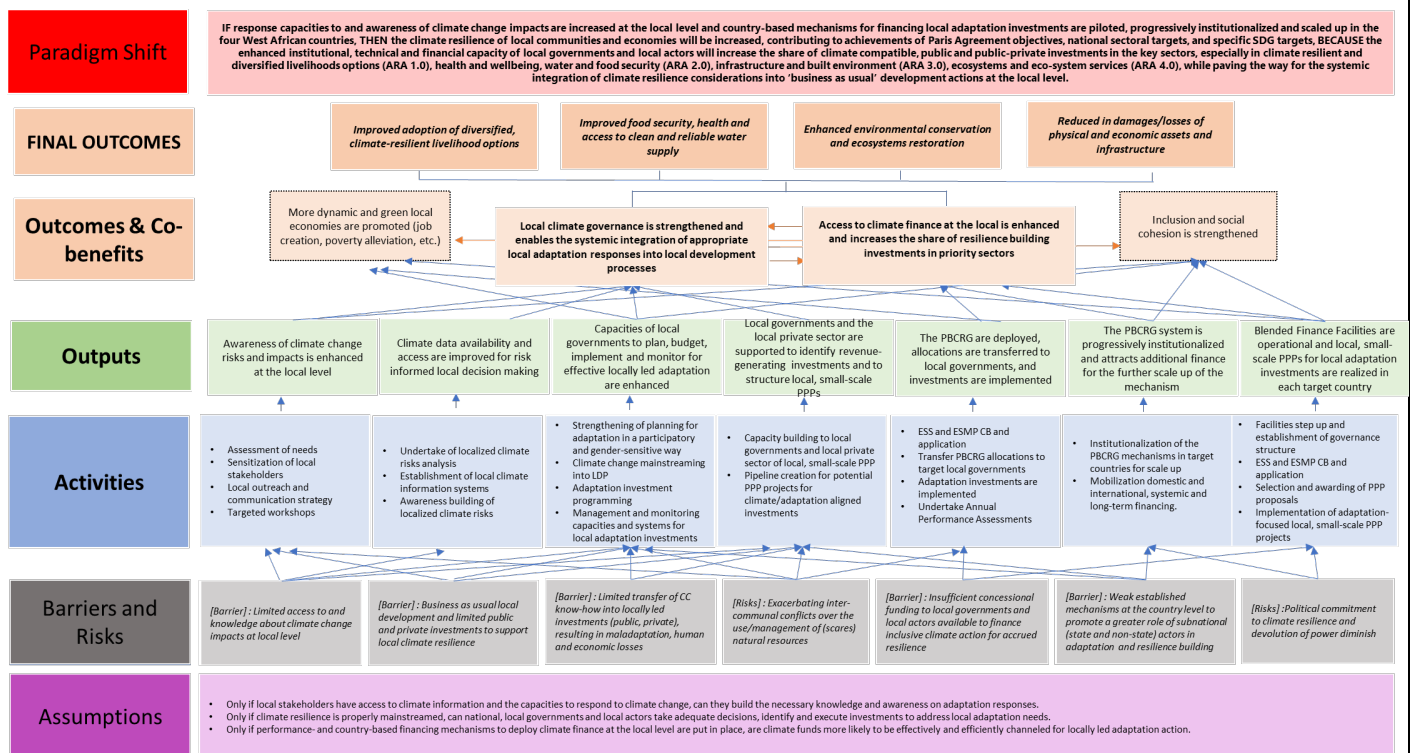 Paradigm Shift
IF response capacities to and awareness of climate change impacts are increased at the local level and country-based mechanisms for financing local adaptation investments are piloted, progressively institutionalized and scaled up in the
four West African countries, THEN the climate resilience of local communities and economies will be increased, contributing to achievements of Paris Agreement objectives, national sectoral targets, and specific SDG targets, BECAUSE the
enhanced institutional, technical and financial capacity of local governments and local actors will increase the share of climate compatible, public and public-private investments in the key sectors, especially in climate resilient and
diversified livelihoods options (ARA 1.0), health and wellbeing, water and food security (ARA 2.0), infrastructure and built environment (ARA 3.0), ecosystems and eco-system services (ARA 4.0), while paving the way for the systemic
integration of climate resilience considerations into 'business as usual' development actions at the local level.
FINAL OUTCOMES
Improved adoption of diversified,
climate-resilient livelihood options
Improved food security, health and
access to clean and reliable water
supply
Enhanced environmental conservation
and ecosystems restoration
Reduced in damages/losses of
physical and economic assets and
infrastructure
Outcomes & Co-
benefits
More dynamic and green local
economies are promoted (job
creation, poverty alleviation, etc.)
Local climate governance is strengthened and
enables the systemic integration of appropriate
local adaptation responses into local development
processes
Access to climate finance at the local is enhanced
and increases the share of resilience building
investments in priority sectors
Inclusion and social
cohesion is strengthened
Outputs
Awareness of climate change
risks and impacts is enhanced
at the local level
Climate data availability and
access are improved for risk
informed local decision making
Capacities of local
governments to plan, budget,
implement and monitor for
effective locally led adaptation
are enhanced
Local governments and the
local private sector are
supported to identify revenue-
generating investments and to
structure local, small-scale
PPPs
The PBCRG are deployed,
allocations are transferred to
local governments, and
investments are implemented
The PBCRG system is
progressively institutionalized
and attracts additional finance
for the further scale up of the
mechanism
Blended Finance Facilities are
operational and local, small-
scale PPPs for local adaptation
investments are realized in
each target country
Activities
• Assessment of needs
• Sensitization of local
stakeholders
• Local outreach and
communication strategy
• Targeted workshops
• Undertake of localized climate
risks analysis
• Establishment of local climate
information systems
• Awareness building of
localized climate risks
• Strengthening of planning for
adaptation in a participatory
and gender-sensitive way
• Climate change mainstreaming
into LDP
• Adaptation investment
programming
• Management and monitoring
capacities and systems for
local adaptation investments
• Capacity building to local
governments and local private
sector of local, small-scale PPP
• Pipeline creation for potential
PPP projects for
climate/adaptation aligned
investments
• ESS and ESMP CB and
application
• Transfer PBCRG allocations to
target local governments
• Adaptation investments are
implemented
• Undertake Annual
Performance Assessments
• Institutionalization of the
PBCRG mechanisms in target
countries for scale up
• Mobilization domestic and
international, systemic and
long-term financing.
• Facilities step up and
establishment of governance
structure
• ESS and ESMP CB and
application
• Selection and awarding of PPP
proposals
• Implementation of adaptation-
focused local, small-scale PPP
projects
Barriers and
Risks
[Barrier] : Limited access to and
knowledge about climate change
impacts at local level
[Barrier] : Business as usual local
development and limited public
and private investments to support
local climate resilience
[Barrier] : Limited transfer of CC
know-how into locally led
investments (public, private),
resulting in maladaptation, human
and economic losses
[Risks] : Exacerbating inter-
communal conflicts over the
use/management of (scares)
natural resources
[Barrier] : Insufficient concessional
funding to local governments and
local actors available to finance
inclusive climate action for accrued
resilience
[Barrier] : Weak established
mechanisms at the country level to
promote a greater role of subnational
(state and non-state) actors in
adaptation and resilience building
[Risks] :Political commitment
to climate resilience and
devolution of power diminish
Assumptions
• Only if local stakeholders have access to climate information and the capacities to respond to climate change, can they build the necessary knowledge and awareness on adaptation responses.
• Only if climate resilience is properly mainstreamed, can national, local governments and local actors take adequate decisions, identify and execute investments to address local adaptation needs.
• Only if performance- and country-based financing mechanisms to deploy climate finance at the local level are put in place, are climate funds more likely to be effectively and efficiently channeled for locally led adaptation action.